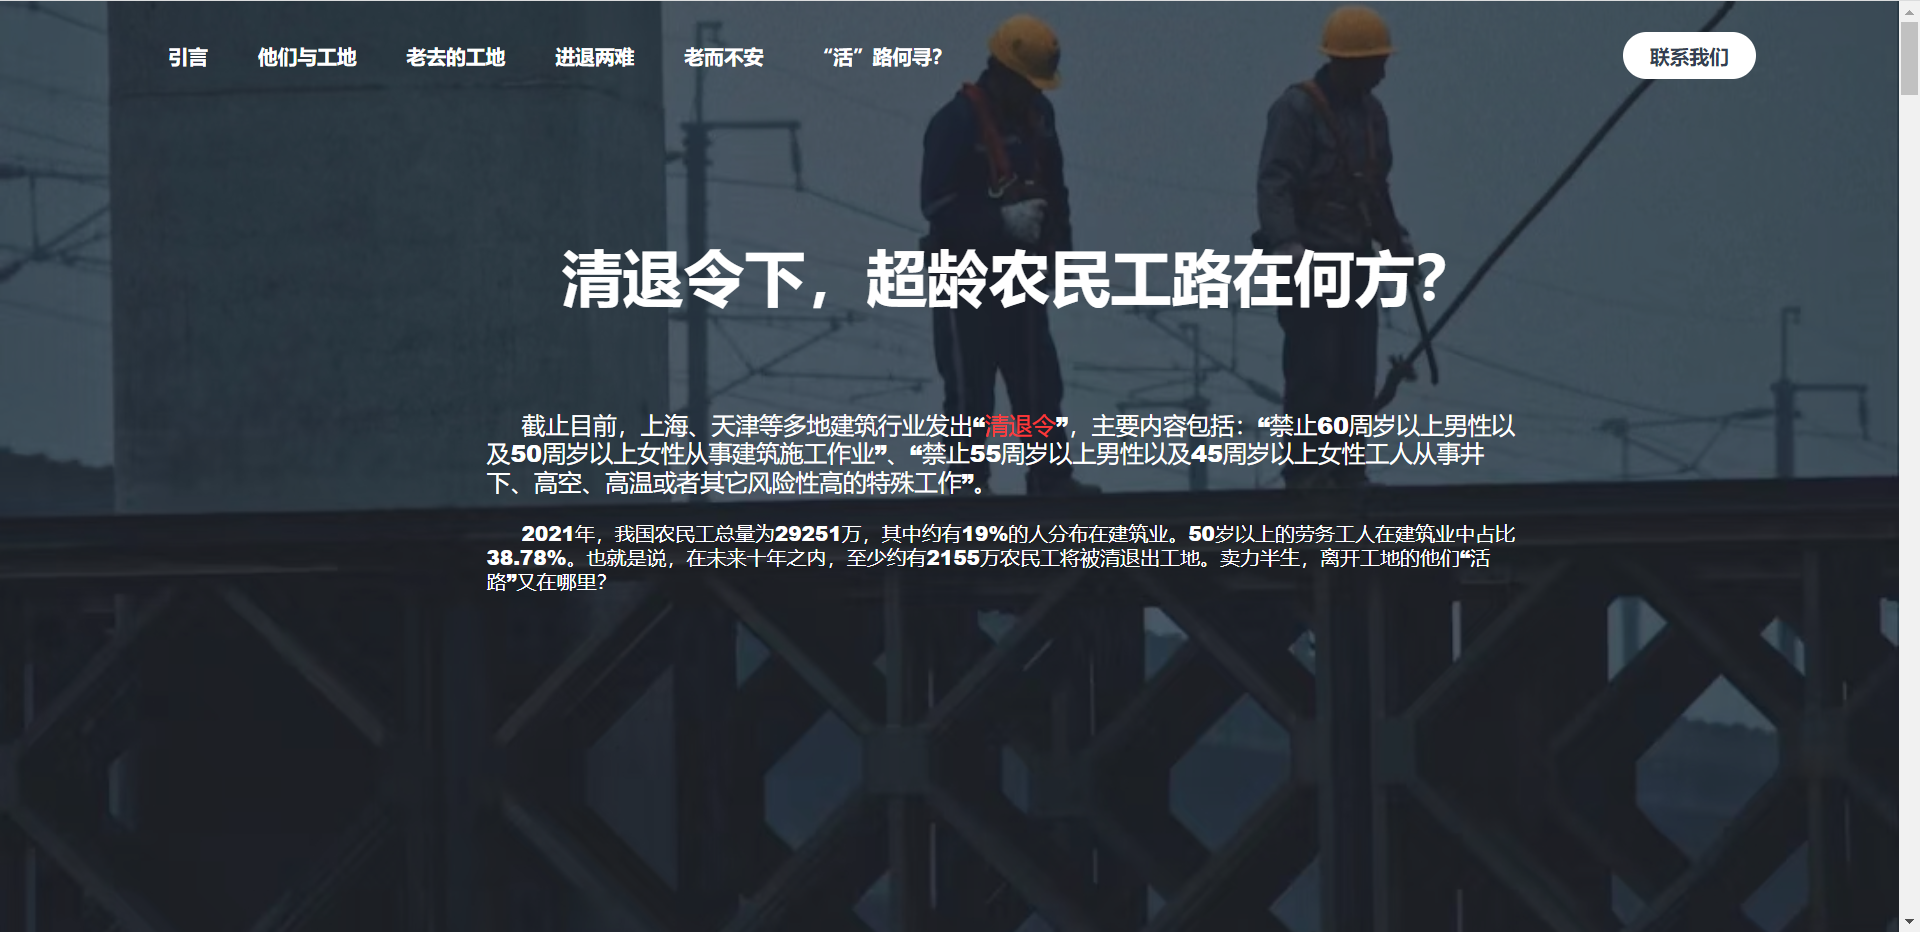 引言 他们与工地 老去的工地 进退两难 老而不安 “活”路何寻？ 联系我们
清退令下，超龄农民工路在何方？
截止目前，上海、天津等多地建筑行业发出“清退令”，主要内容包括：“禁止60周岁以上男性以
及50周岁以上女性从事建筑施工作业”、“禁止55周岁以上男性以及45周岁以上女性工人从事井
下、高空、高温或者其它风险性高的特殊工作”。
2021年，我国农民工总量为29251万，其中约有19%的人分布在建筑业。50岁以上的劳务工人在建筑业中占比
38.78%。也就是说，在未来十年之内，至少约有2155万农民工将被清退出工地。卖力半生，离开工地的他们“活
路”又在哪里？